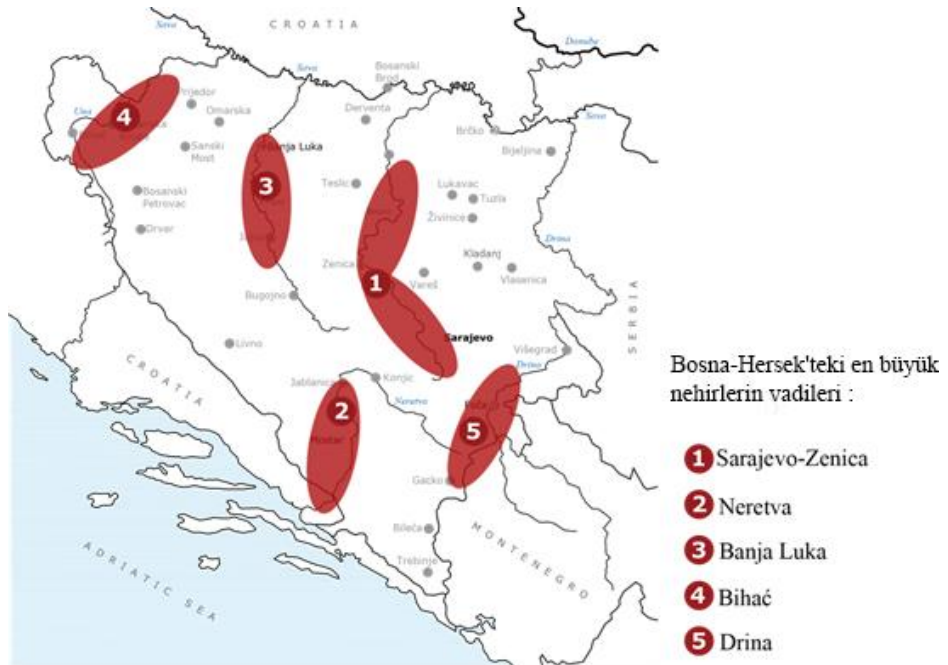 CROATIA
Sava
Danube
Bosanski
Brod
Sava
Prijedor
Una
Omarska
Derventa
Brčko
Sava
4
Sanski
Most
Banja Luka
Bijeljina
3
Teslic
Lukavac
Tuzla
Bosanski
Petrovac
Živinice
Drver
Drina
Zenica
Kladanj
Vareš
Vlasenica
1
Bugojno
SERBIA
Livno
Sarajevo
Višegrad
Drina
CROATIA
Jablanica
Konjic
Neretva
2
Mostar
5
Gacko
Bileća
Trebinje
MONTENEGRO
ADRIATIC SEA
Bosna-Hersek'teki en büyük
nehirlerin vadileri :
1 Sarajevo-Zenica
2 Neretva
3 Banja Luka
4 Bihać
5 Drina